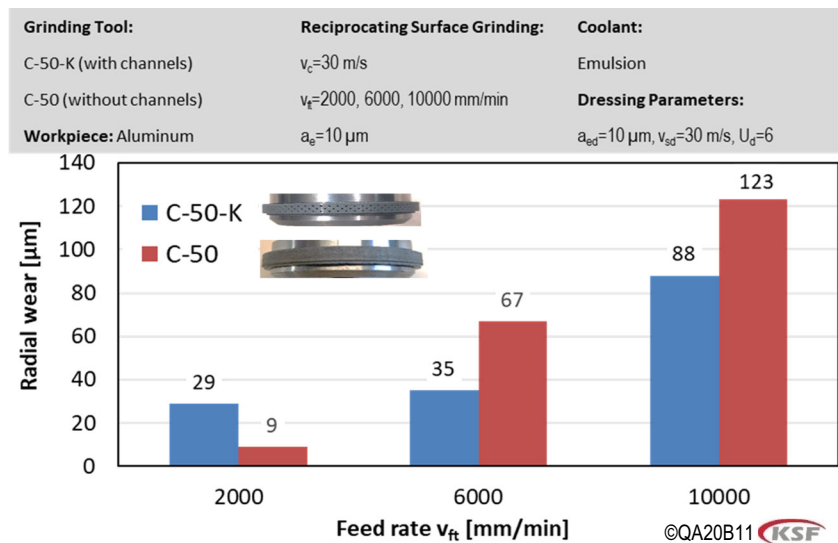 Grinding Tool:
C-50-K (with channels)
C-50 (without channels)
Workpiece: Aluminum
Reciprocating Surface Grinding:
vc=30 m/s
vft=2000, 6000, 10000 mm/min
ae=10 µm
Coolant:
Emulsion
Dressing Parameters:
aed=10 µm, vsd=30 m/s, Ud=6
Radial wear [µm]
140
120
100
80
60
40
20
0
C-50-K
C-50
29
9
35
67
88
123
2000
6000
10000
Feed rate vft [mm/min]
©QA20B11 KSF